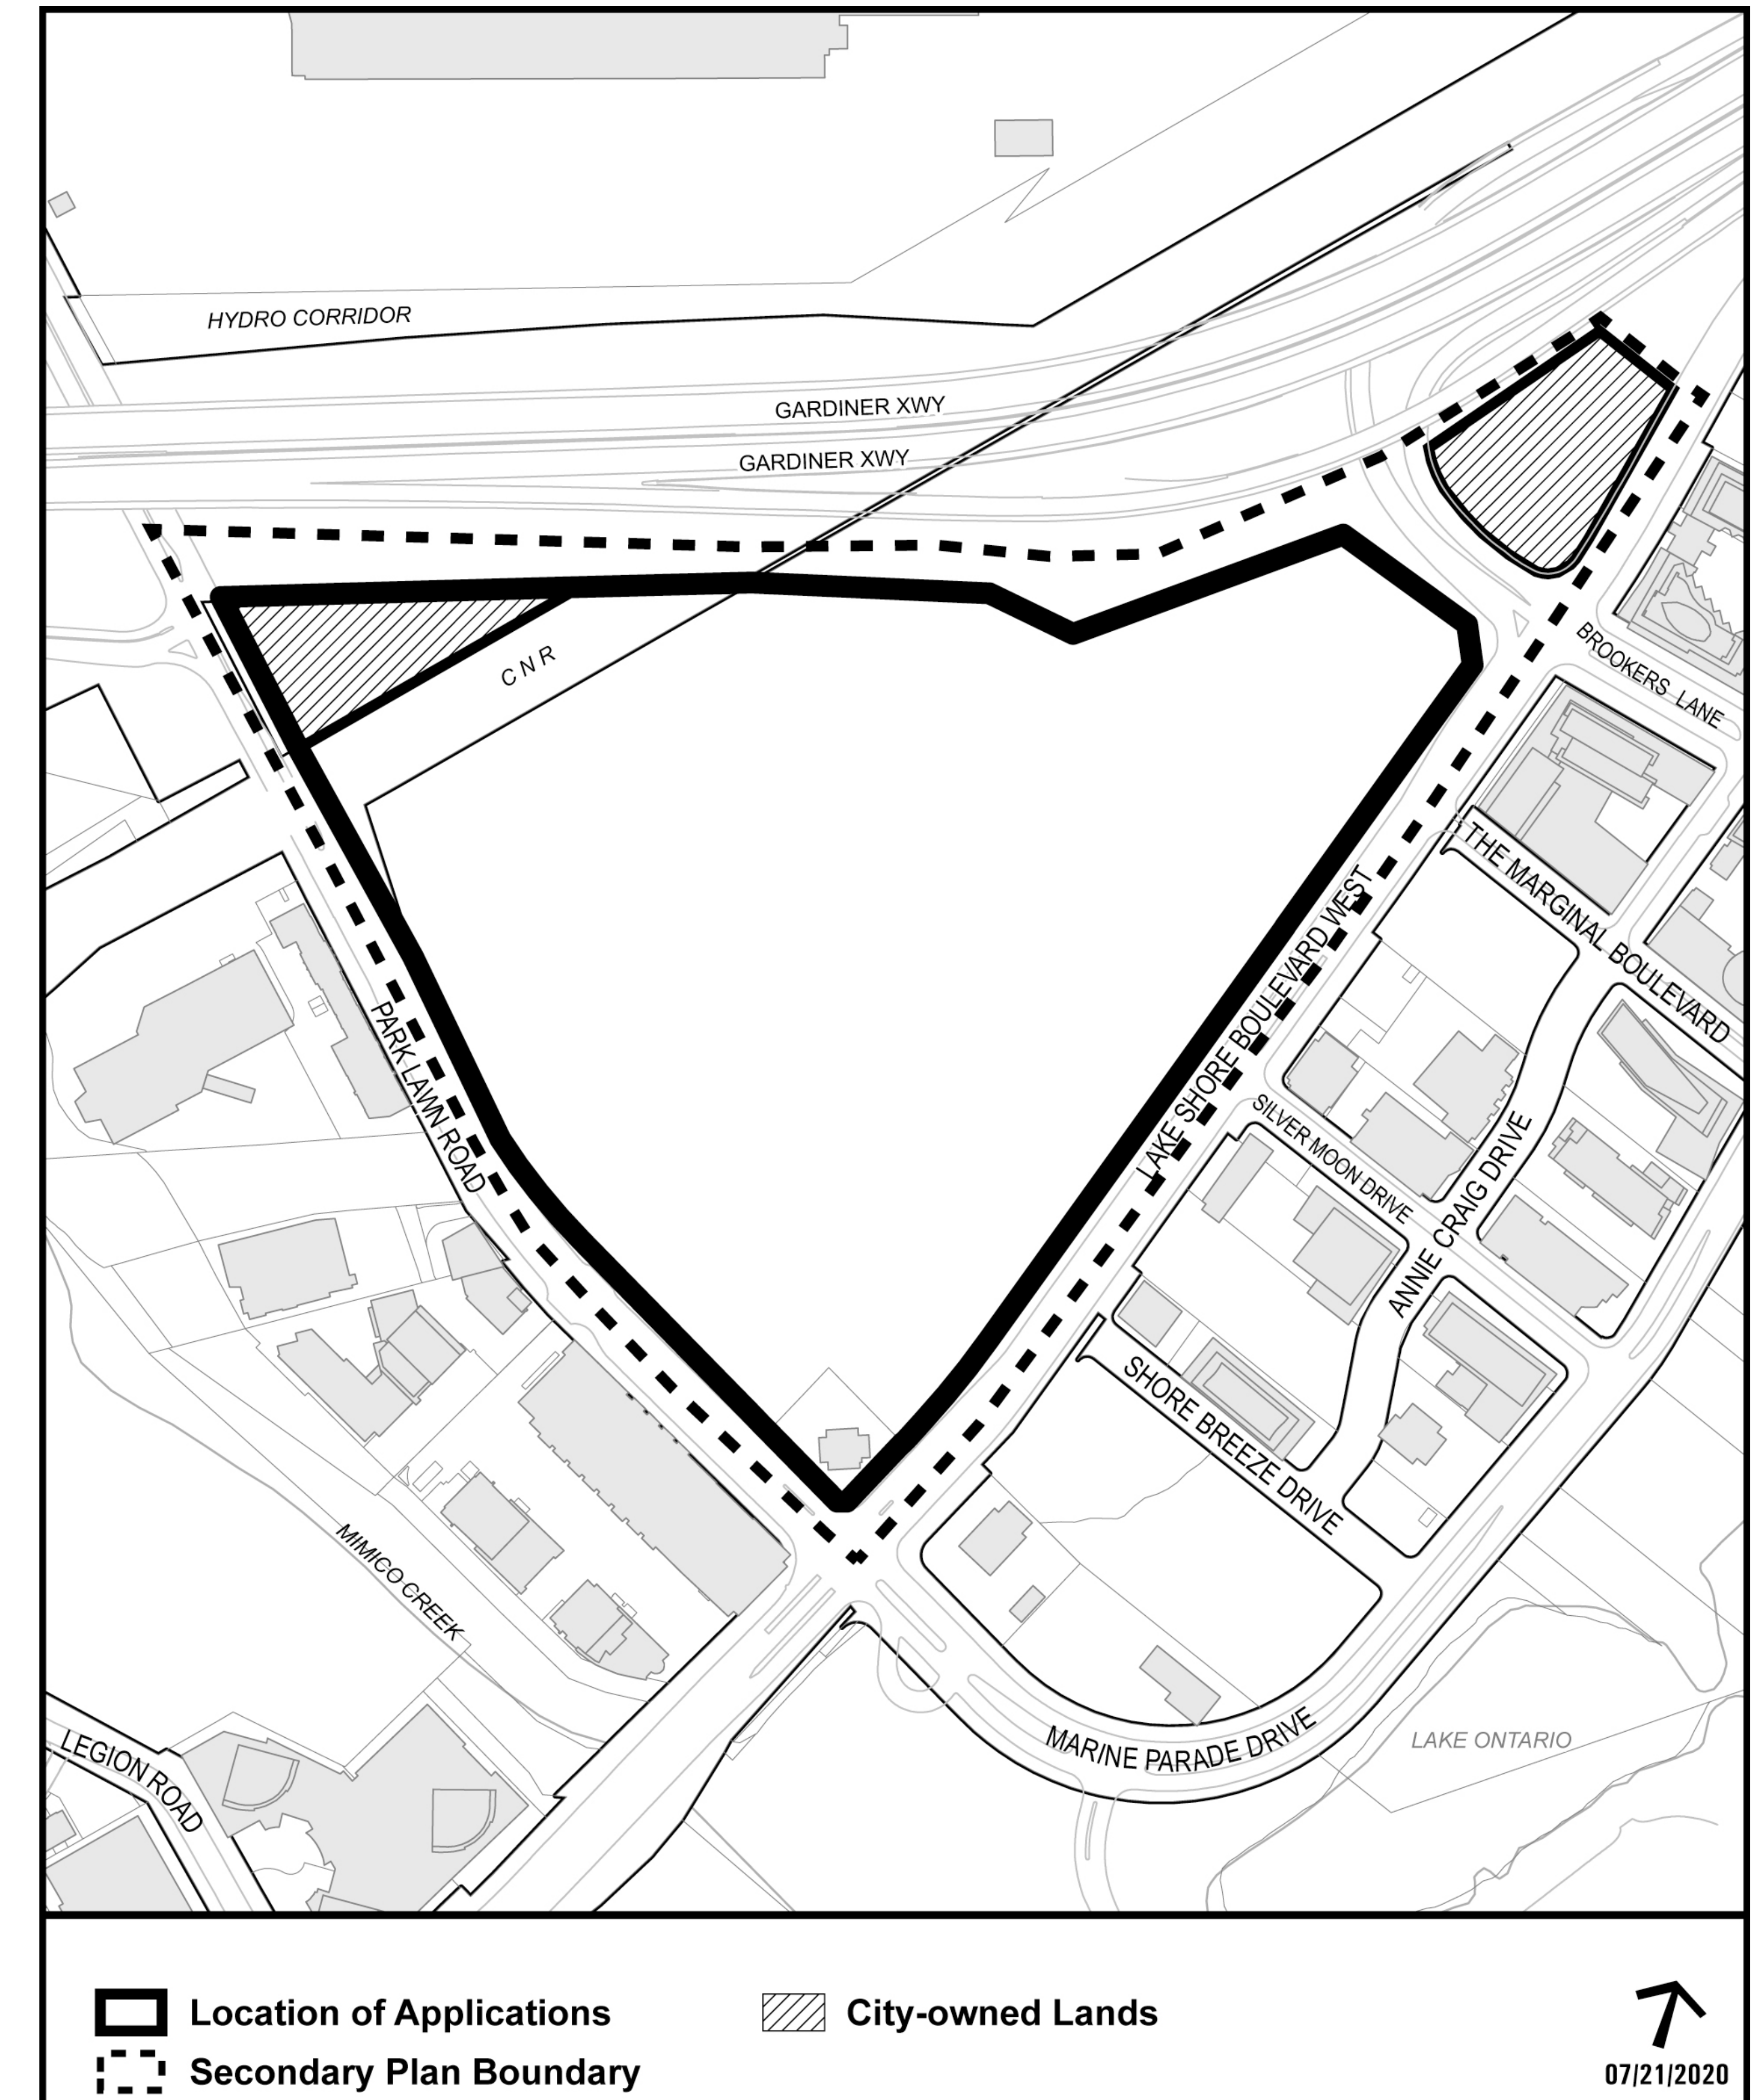 HYDRO CORRIDOR
GARDINER XWY
GARDINER XWY
CNR
BROOKERS LANE
THE MARGINAL BOULEVARD
LAKE SHORE BOULEVARD WEST
PARK LAWN ROAD
SILVER MOON DRIVE
ANNIE CRAIG DRIVE
SHORE BREEZE DRIVE
MIMICO CREEK
MARINE PARADE DRIVE
LAKE ONTARIO
LEGION ROAD
Location of Applications
City-owned Lands
Secondary Plan Boundary
07/21/2020